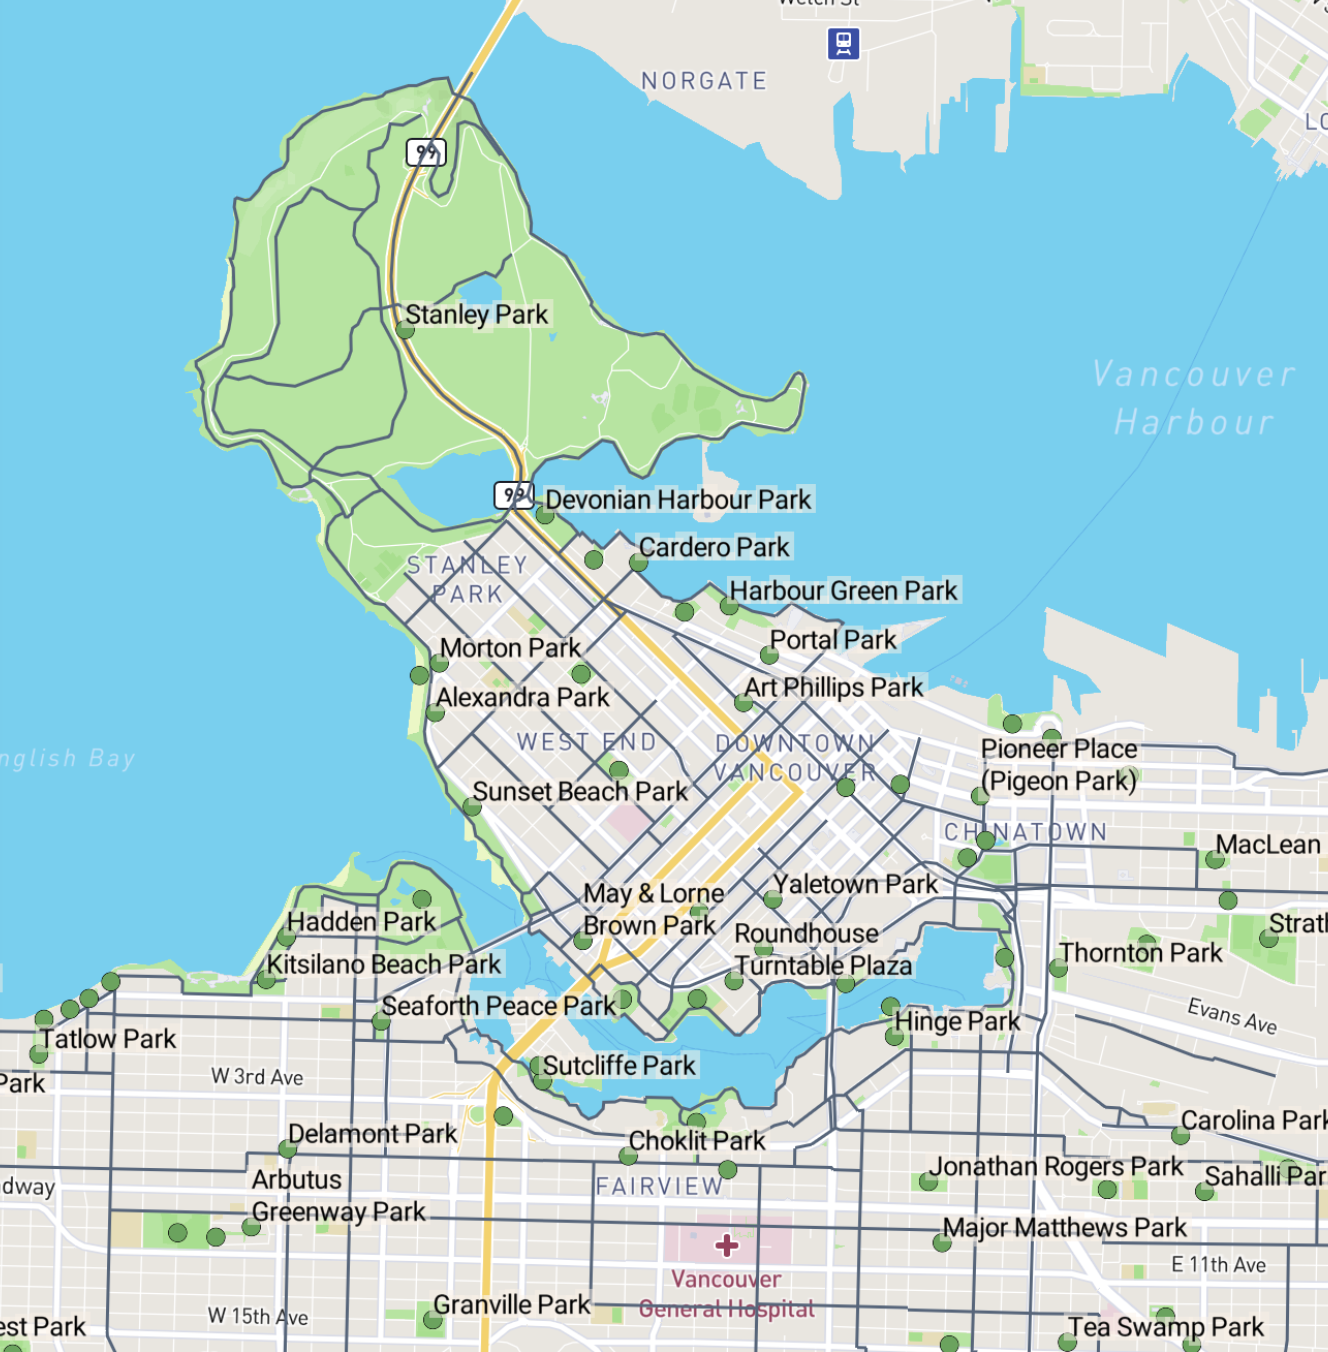 Welch St
NORGATE
99
Stanley Park
Vancouver
Harbour
99
Devonian Harbour Park
Cardero Park
STANLEY
PARK
Harbour Green Park
Morton Park
Portal Park
Alexandra Park
Art Phillips Park
WEST END
DOWNTOWN
VANCOUVER
nglish Bay
Pioneer Place
(Pigeon Park)
Sunset Beach Park
CHINATOWN
MacLean
May & Lorne
Brown Park
Yaletown Park
Hadden Park
Roundhouse
Turntable Plaza
Strat
Thornton Park
Kitsilano Beach Park
Seaforth Peace Park
Hinge Park
Evans Ave
Tatlow Park
Park
W 3rd Ave
Sutcliffe Park
Carolina Park
Delamont Park
Choklit Park
Jonathan Rogers Park
Sahalli Par
dway
Arbutus
Greenway Park
FAIRVIEW
Major Matthews Park
E 11th Ave
Vancouver
General Hospital
W 15th Ave
Granville Park
est Park
Tea Swamp Park